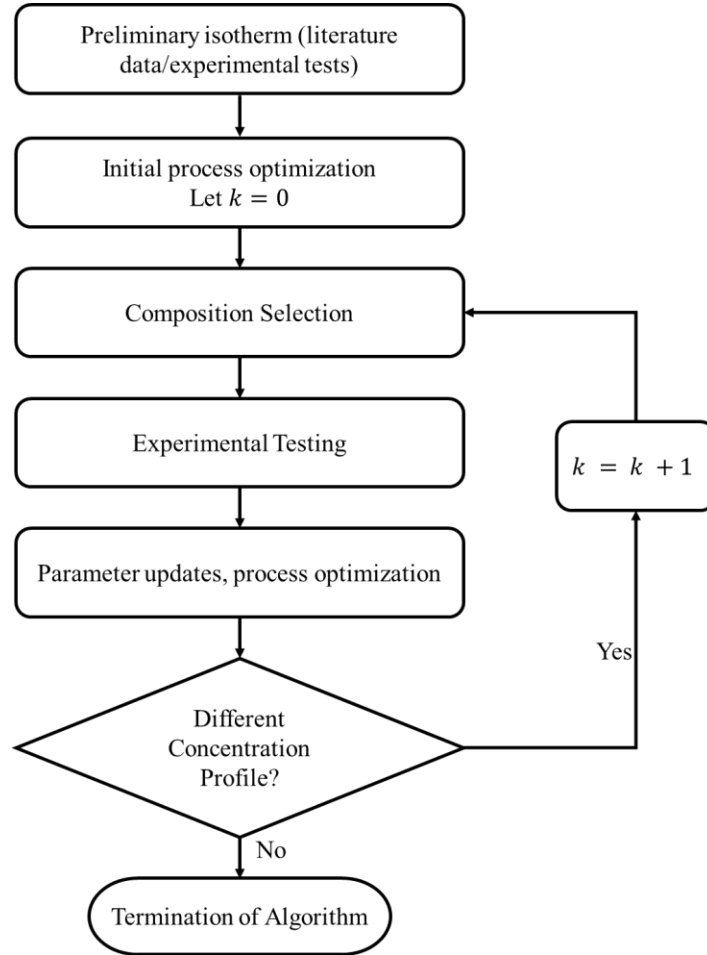 Preliminary isotherm (literature
data/experimental tests)
Initial process optimization
Let k = 0
Composition Selection
Experimental Testing
k = k + 1
Parameter updates, process optimization
Yes
Different
Concentration
Profile?
No
Termination of Algorithm